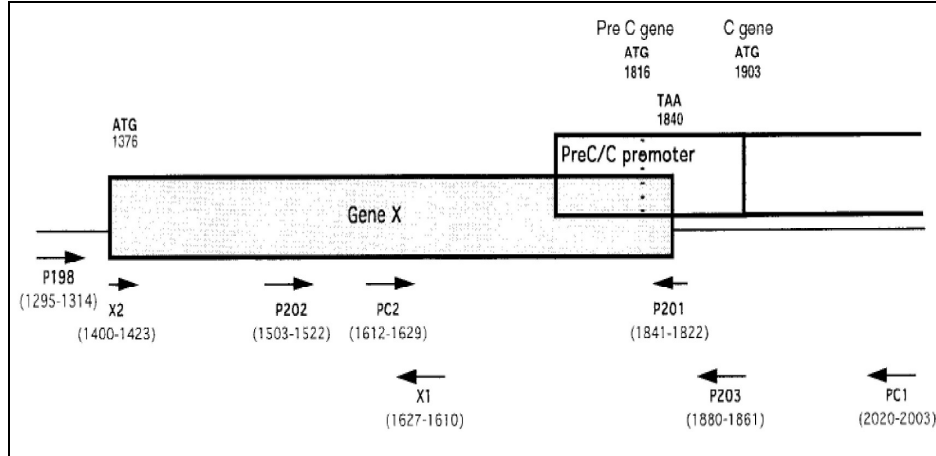 Pre C gene
C gene
ATG
ATG
1816
1903
TAA
1840
ATG
1376
PreC/C promoter
Gene X
P198
(1295-1314)
X2
(1400-1423)
P202
(1503-1522)
PC2
(1612-1629)
P201
(1841-1822)
X1
(1627-1610)
P203
(1880-1861)
PC1
(2020-2003)